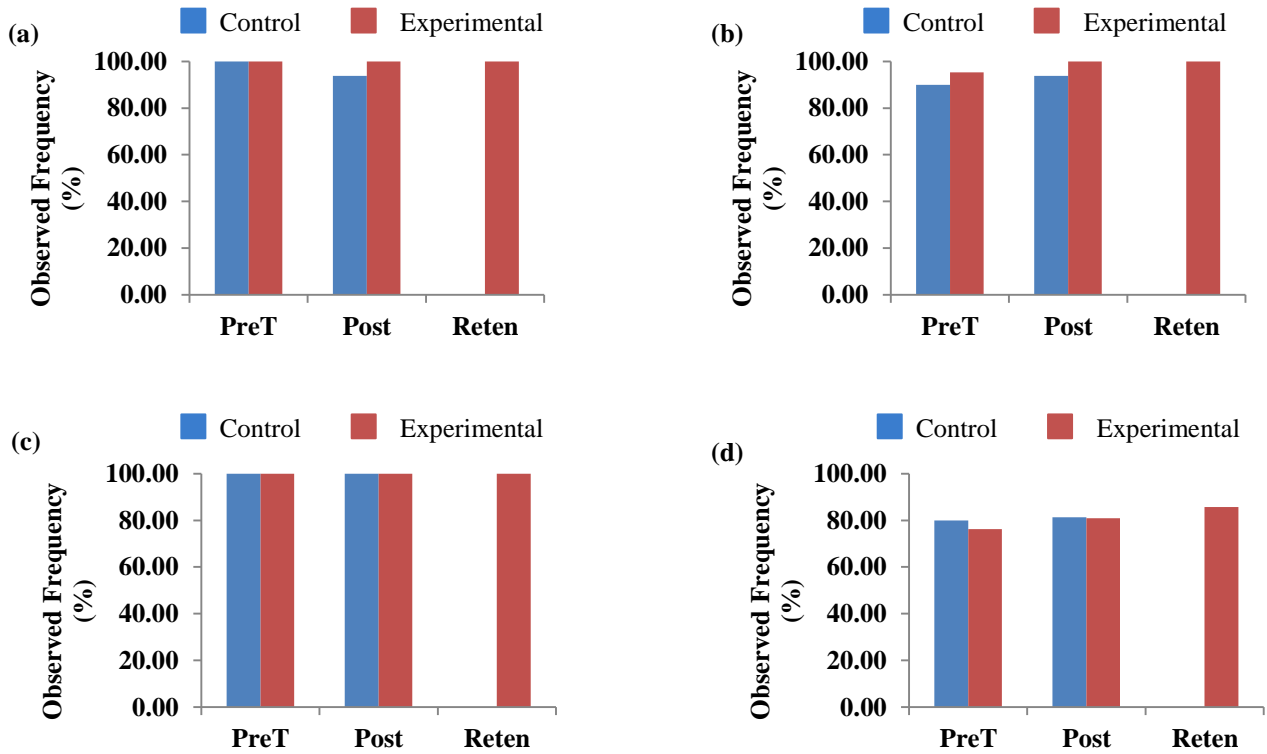 (a)
Control Experimental
Observed Frequency
(%)
100.00
80.00
60.00
40.00
20.00
0.00
PreT Post Reten
(b)
Control Experimental
Observed Frequency
(%)
100.00
80.00
60.00
40.00
20.00
0.00
PreT Post Reten
(c)
Control Experimental
Observed Frequency
(%)
100.00
80.00
60.00
40.00
20.00
0.00
PreT Post Reten
(d)
Control Experimental
Observed Frequency
(%)
100.00
80.00
60.00
40.00
20.00
0.00
PreT Post Reten